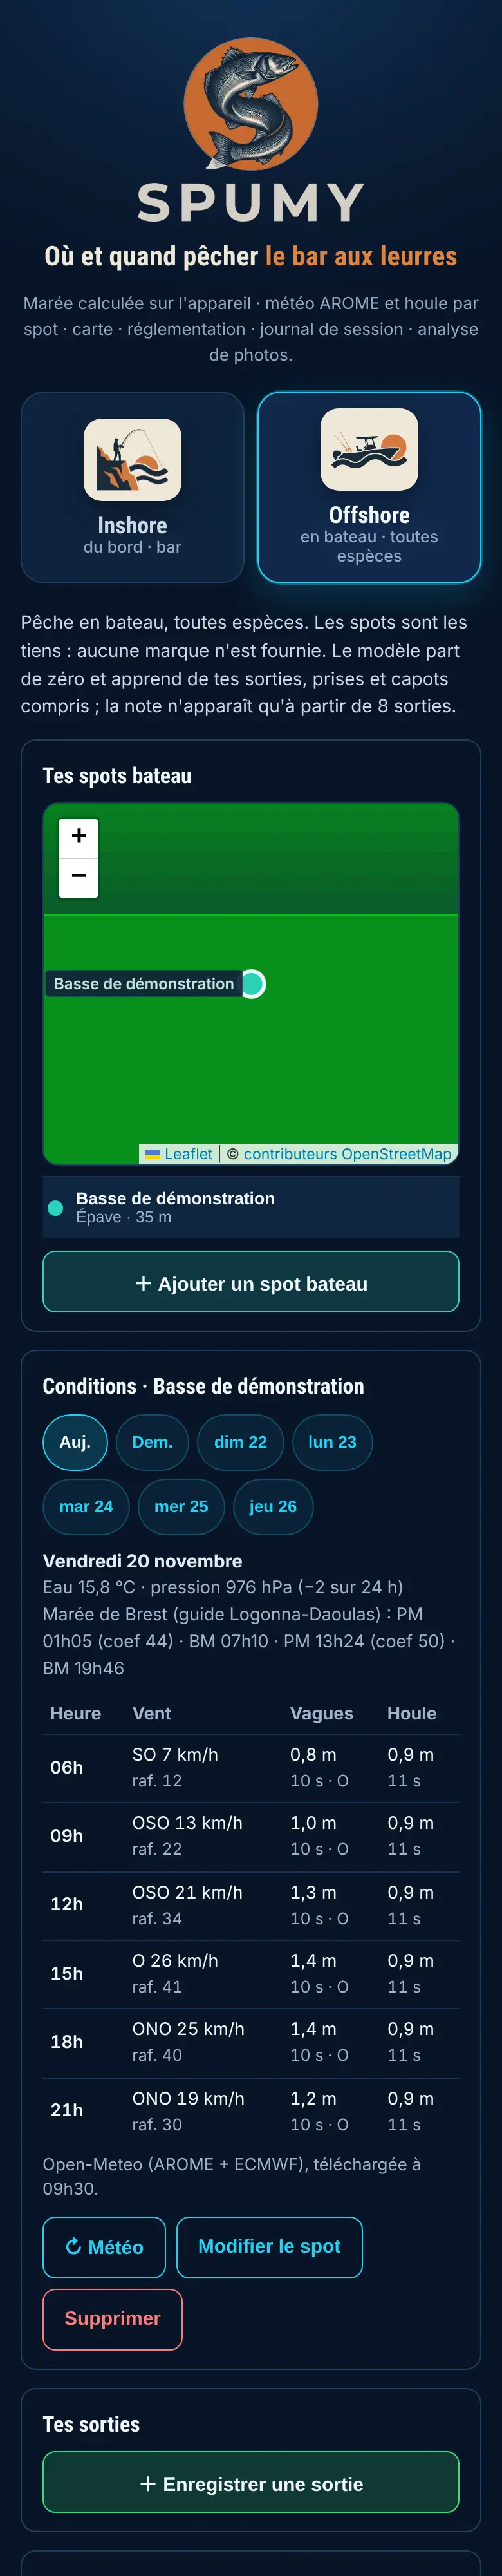 SPUMY
Où et quand pêcher le bar aux leurres
Marée calculée sur l'appareil · météo AROME et houle par
spot · carte · réglementation · journal de session · analyse
de photos.
Inshore
du bord · bar
Offshore
en bateau · toutes
espèces
Pêche en bateau, toutes espèces. Les spots sont les
tiens : aucune marque n'est fournie. Le modèle part
de zéro et apprend de tes sorties, prises et capots
compris ; la note n'apparaît qu'à partir de 8 sorties.
Tes spots bateau
+
−
Basse de démonstration
Leaflet | © contributeurs OpenStreetMap
Basse de démonstration
Épave · 35 m
+ Ajouter un spot bateau
Conditions · Basse de démonstration
Auj. Dem. dim 22 lun 23
mar 24 mer 25 jeu 26
Vendredi 20 novembre
Eau 15,8 °C · pression 976 hPa (−2 sur 24 h)
Marée de Brest (guide Logonna-Daoulas) : PM
01h05 (coef 44) · BM 07h10 · PM 13h24 (coef 50) ·
BM 19h46
Heure Vent Vagues Houle
06h SO 7 km/h 0,8 m 0,9 m
raf. 12 10 s · O 11 s
09h OSO 13 km/h 1,0 m 0,9 m
raf. 22 10 s · O 11 s
12h OSO 21 km/h 1,3 m 0,9 m
raf. 34 10 s · O 11 s
15h O 26 km/h 1,4 m 0,9 m
raf. 41 10 s · O 11 s
18h ONO 25 km/h 1,4 m 0,9 m
raf. 40 10 s · O 11 s
21h ONO 19 km/h 1,2 m 0,9 m
raf. 30 10 s · O 11 s
Open-Meteo (AROME + ECMWF), téléchargée à
09h30.
↻ Météo Modifier le spot
Supprimer
Tes sorties
+ Enregistrer une sortie